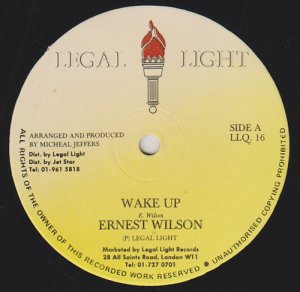 LEGAL LIGHT
ARRANGED AND PRODUCED
BY MICHEAL JEFFERS
Dist. by Legal Light
Dist. by Jet Star
Tel: 01-961 5818
SIDE A
LLQ. 16
WAKE UP
E. Wilson
ERNEST WILSON
(P) LEGAL LIGHT
Marketed by Legal Light Records
28 All Saints Road, London W11
Tel: 01-727 0701
ALL RIGHTS OF THE OWNER OF THIS RECORDED WORK RESERVED • UNAUTHORISED COPYING PROHIBITED